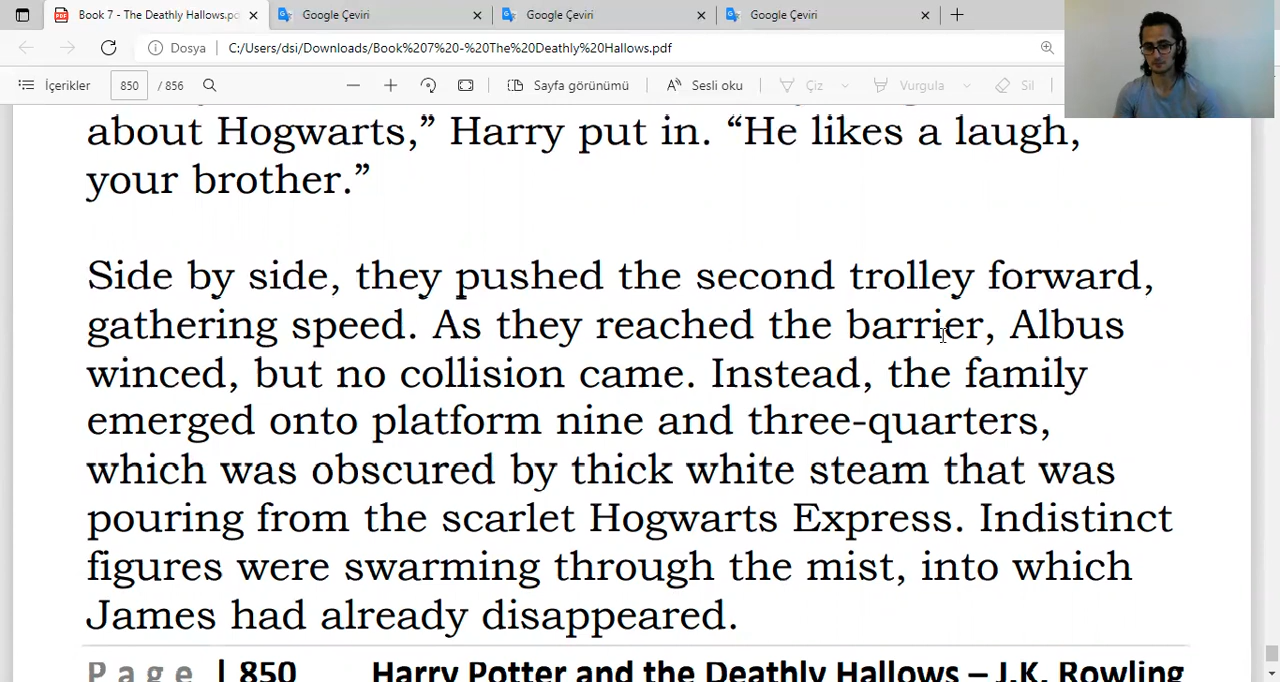 Book 7 - The Deathly Hallows.pd
Google Çeviri
Google Çeviri
Google Çeviri
Dosya
C:/Users/dsi/Downloads/Book%207%20-%20The%20Deathly%20Hallows.pdf
İçerikler
850 / 856
Sayfa görünümü
Sesli oku
Çiz
Vurgula
Sil
about Hogwarts,” Harry put in. “He likes a laugh,
your brother.”
Side by side, they pushed the second trolley forward,
gathering speed. As they reached the barrier, Albus
winced, but no collision came. Instead, the family
emerged onto platform nine and three-quarters,
which was obscured by thick white steam that was
pouring from the scarlet Hogwarts Express. Indistinct
figures were swarming through the mist, into which
James had already disappeared.
Page | 850 Harry Potter and the Deathly Hallows – J.K. Rowling